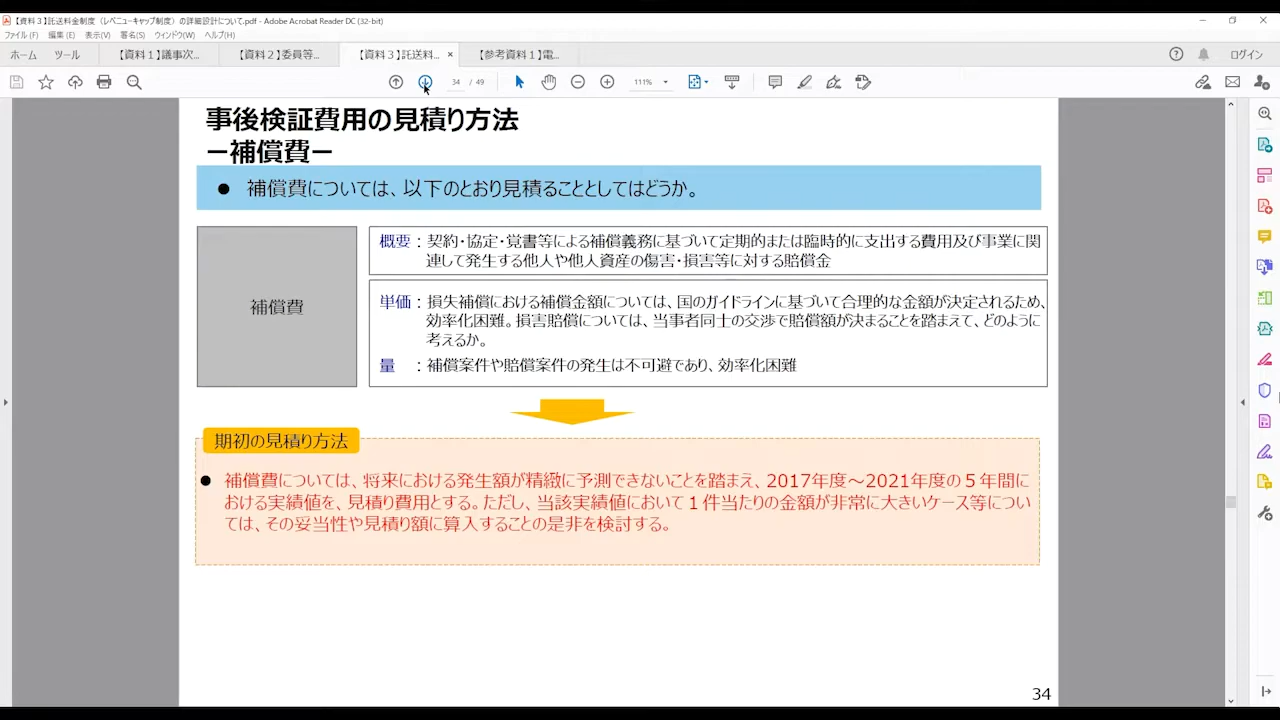 【資料３】託送料金制度（レベニューキャップ制度）の詳細設計について.pdf - Adobe Acrobat Reader DC (32-bit)
ファイル(F) 編集(E) 表示(V) 署名(S) ウィンドウ(W) ヘルプ(H)
ホーム ツール 【資料１】議事次... 【資料２】委員等... 【資料３】託送料... × 【参考資料１】電... ログイン
34 / 49 111%
事後検証費用の見積り方法
ー補償費ー
● 補償費については、以下のとおり見積ることとしてはどうか。
補償費
概要：契約・協定・覚書等による補償義務に基づいて定期的または臨時的に支出する費用及び事業に関
連して発生する他人や他人資産の傷害・損害等に対する賠償金
単価：損失補償における補償金額については、国のガイドラインに基づいて合理的な金額が決定されるため、
効率化困難。損害賠償については、当事者同士の交渉で賠償額が決まることを踏まえて、どのように
考えるか。
量 ：補償案件や賠償案件の発生は不可避であり、効率化困難
期初の見積り方法
● 補償費については、将来における発生額が精緻に予測できないことを踏まえ、2017年度～2021年度の５年間に
おける実績値を、見積り費用とする。ただし、当該実績値において１件当たりの金額が非常に大きいケース等につい
ては、その妥当性や見積り額に算入することの是非を検討する。
34